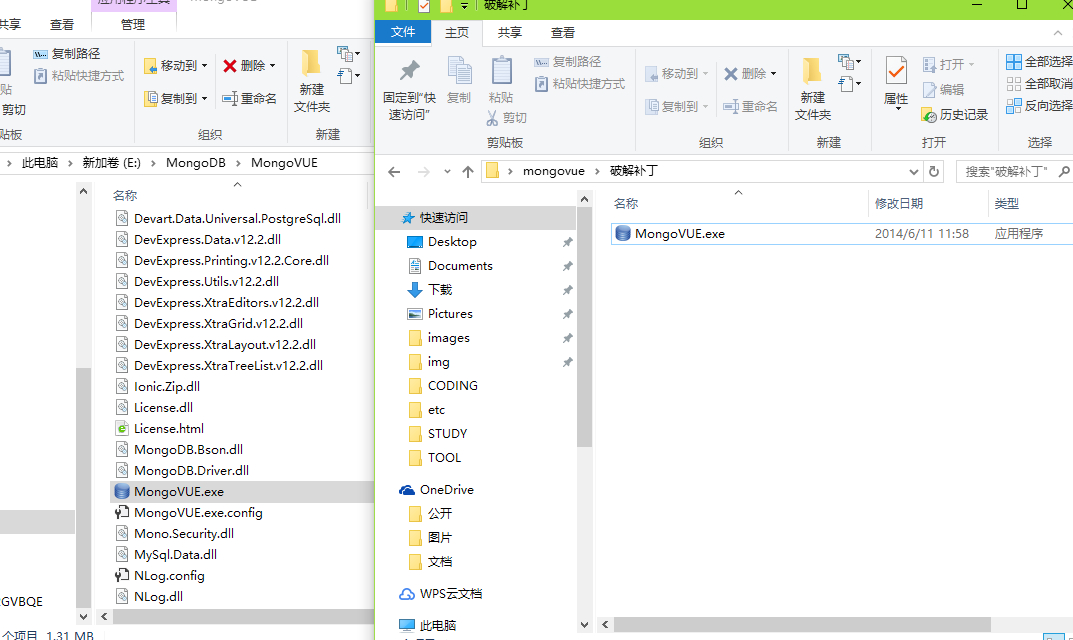 共享 查看 管理
复制路径
粘贴快捷方式
剪切
移动到 删除
复制到 重命名
新建
文件夹
组织 新建
此电脑 新加卷 (E:) MongoDB MongoVUE
名称
Devart.Data.Universal.PostgreSql.dll
DevExpress.Data.v12.2.dll
DevExpress.Printing.v12.2.Core.dll
DevExpress.Utils.v12.2.dll
DevExpress.XtraEditors.v12.2.dll
DevExpress.XtraGrid.v12.2.dll
DevExpress.XtraLayout.v12.2.dll
DevExpress.XtraTreeList.v12.2.dll
Ionic.Zip.dll
License.dll
License.html
MongoDB.Bson.dll
MongoDB.Driver.dll
MongoVUE.exe
MongoVUE.exe.config
Mono.Security.dll
MySql.Data.dll
NLog.config
NLog.dll
GVBQE
个项目 1.31 MB
破解补丁
文件 主页 共享 查看
固定到“快
速访问”
复制
粘贴
复制路径
粘贴快捷方式
剪切
剪贴板
移动到 删除
复制到 重命名
组织
新建
文件夹
新建
属性
打开
编辑
历史记录
打开
全部选择
全部取消
反向选择
选择
mongovue 破解补丁
搜索"破解补丁"
快速访问
Desktop
Documents
下载
Pictures
images
img
CODING
etc
STUDY
TOOL
OneDrive
公开
图片
文档
WPS云文档
此电脑
名称 修改日期 类型
MongoVUE.exe 2014/6/11 11:58 应用程序